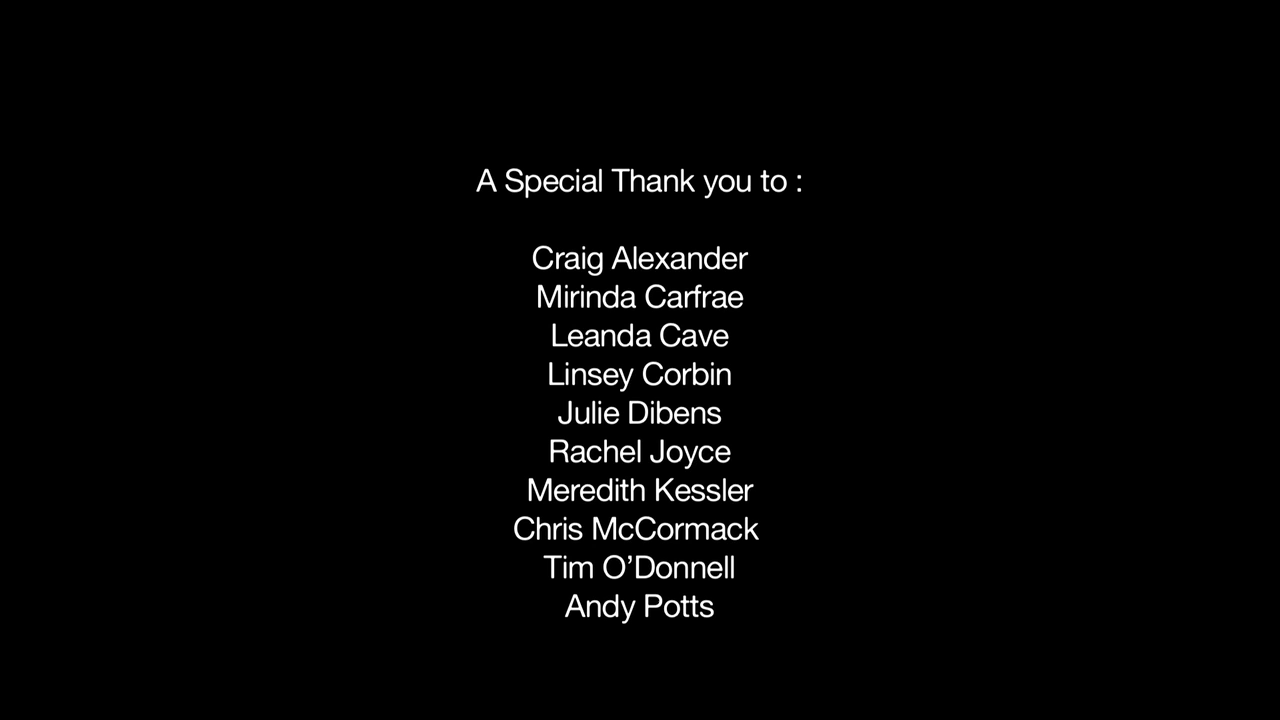 A Special Thank you to :
Craig Alexander
Mirinda Carfrae
Leanda Cave
Linsey Corbin
Julie Dibens
Rachel Joyce
Meredith Kessler
Chris McCormack
Tim O’Donnell
Andy Potts